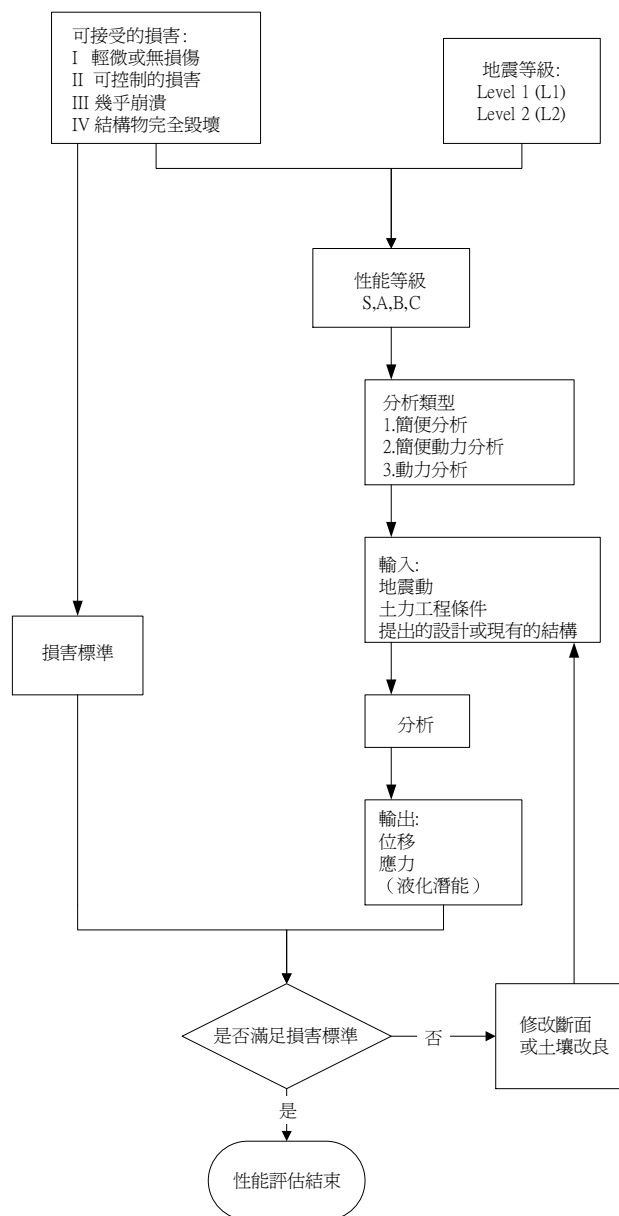 可接受的損害:
I 輕微或無損傷
II 可控制的損害
III 幾乎崩潰
IV 結構物完全毀壞
地震等級:
Level 1 (L1)
Level 2 (L2)
性能等級
S,A,B,C
分析類型
1.簡便分析
2.簡便動力分析
3.動力分析
輸入:
地震動
土力工程條件
提出的設計或現有的結構
損害標準
分析
輸出:
位移
應力
（液化潛能）
是否滿足損害標準
否
修改斷面
或土壤改良
是
性能評估結束